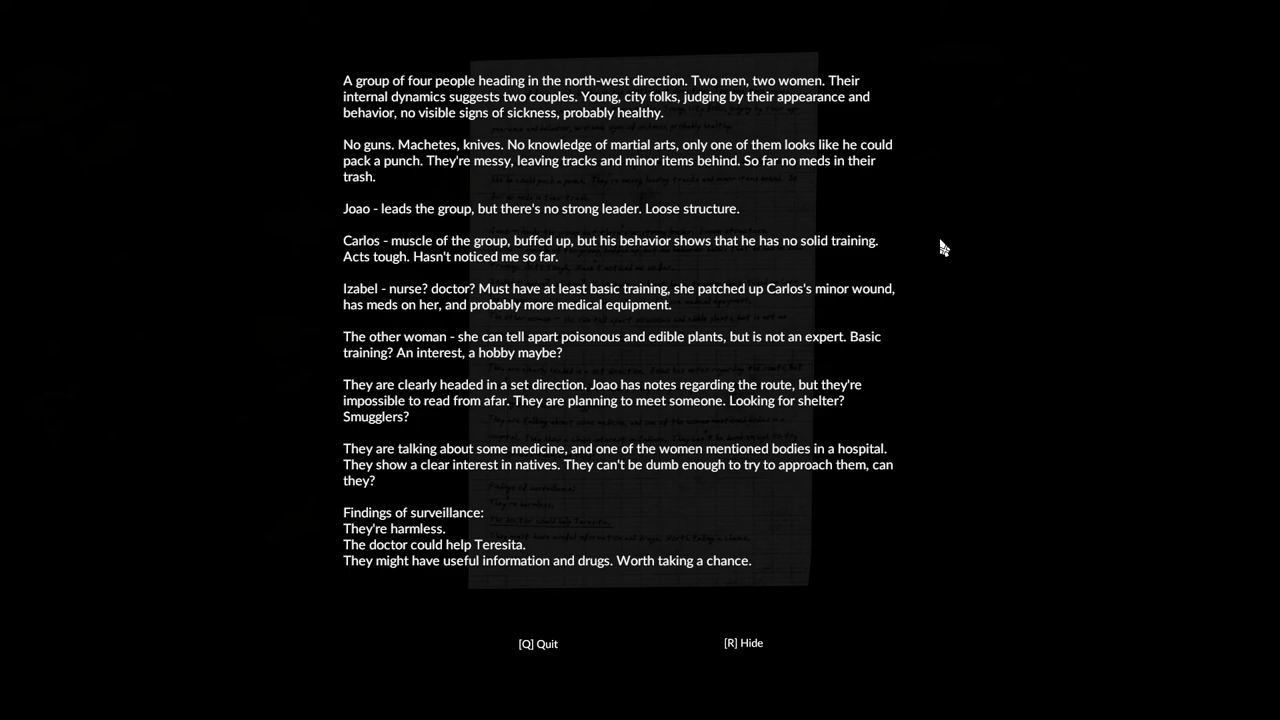 A group of four people heading in the north-west direction. Two men, two women. Their
internal dynamics suggests two couples. Young, city folks, judging by their appearance and
behavior, no visible signs of sickness, probably healthy.
No guns. Machetes, knives. No knowledge of martial arts, only one of them looks like he could
pack a punch. They're messy, leaving tracks and minor items behind. So far no meds in their
trash.
Joao - leads the group, but there's no strong leader. Loose structure.
Carlos - muscle of the group, buffed up, but his behavior shows that he has no solid training.
Acts tough. Hasn't noticed me so far.
Izabel - nurse? doctor? Must have at least basic training, she patched up Carlos's minor wound,
has meds on her, and probably more medical equipment.
The other woman - she can tell apart poisonous and edible plants, but is not an expert. Basic
training? An interest, a hobby maybe?
They are clearly headed in a set direction. Joao has notes regarding the route, but they're
impossible to read from afar. They are planning to meet someone. Looking for shelter?
Smugglers?
They are talking about some medicine, and one of the women mentioned bodies in a hospital.
They show a clear interest in natives. They can't be dumb enough to try to approach them, can
they?
Findings of surveillance:
They're harmless.
The doctor could help Teresita.
They might have useful information and drugs. Worth taking a chance.
[Q] Quit
[R] Hide